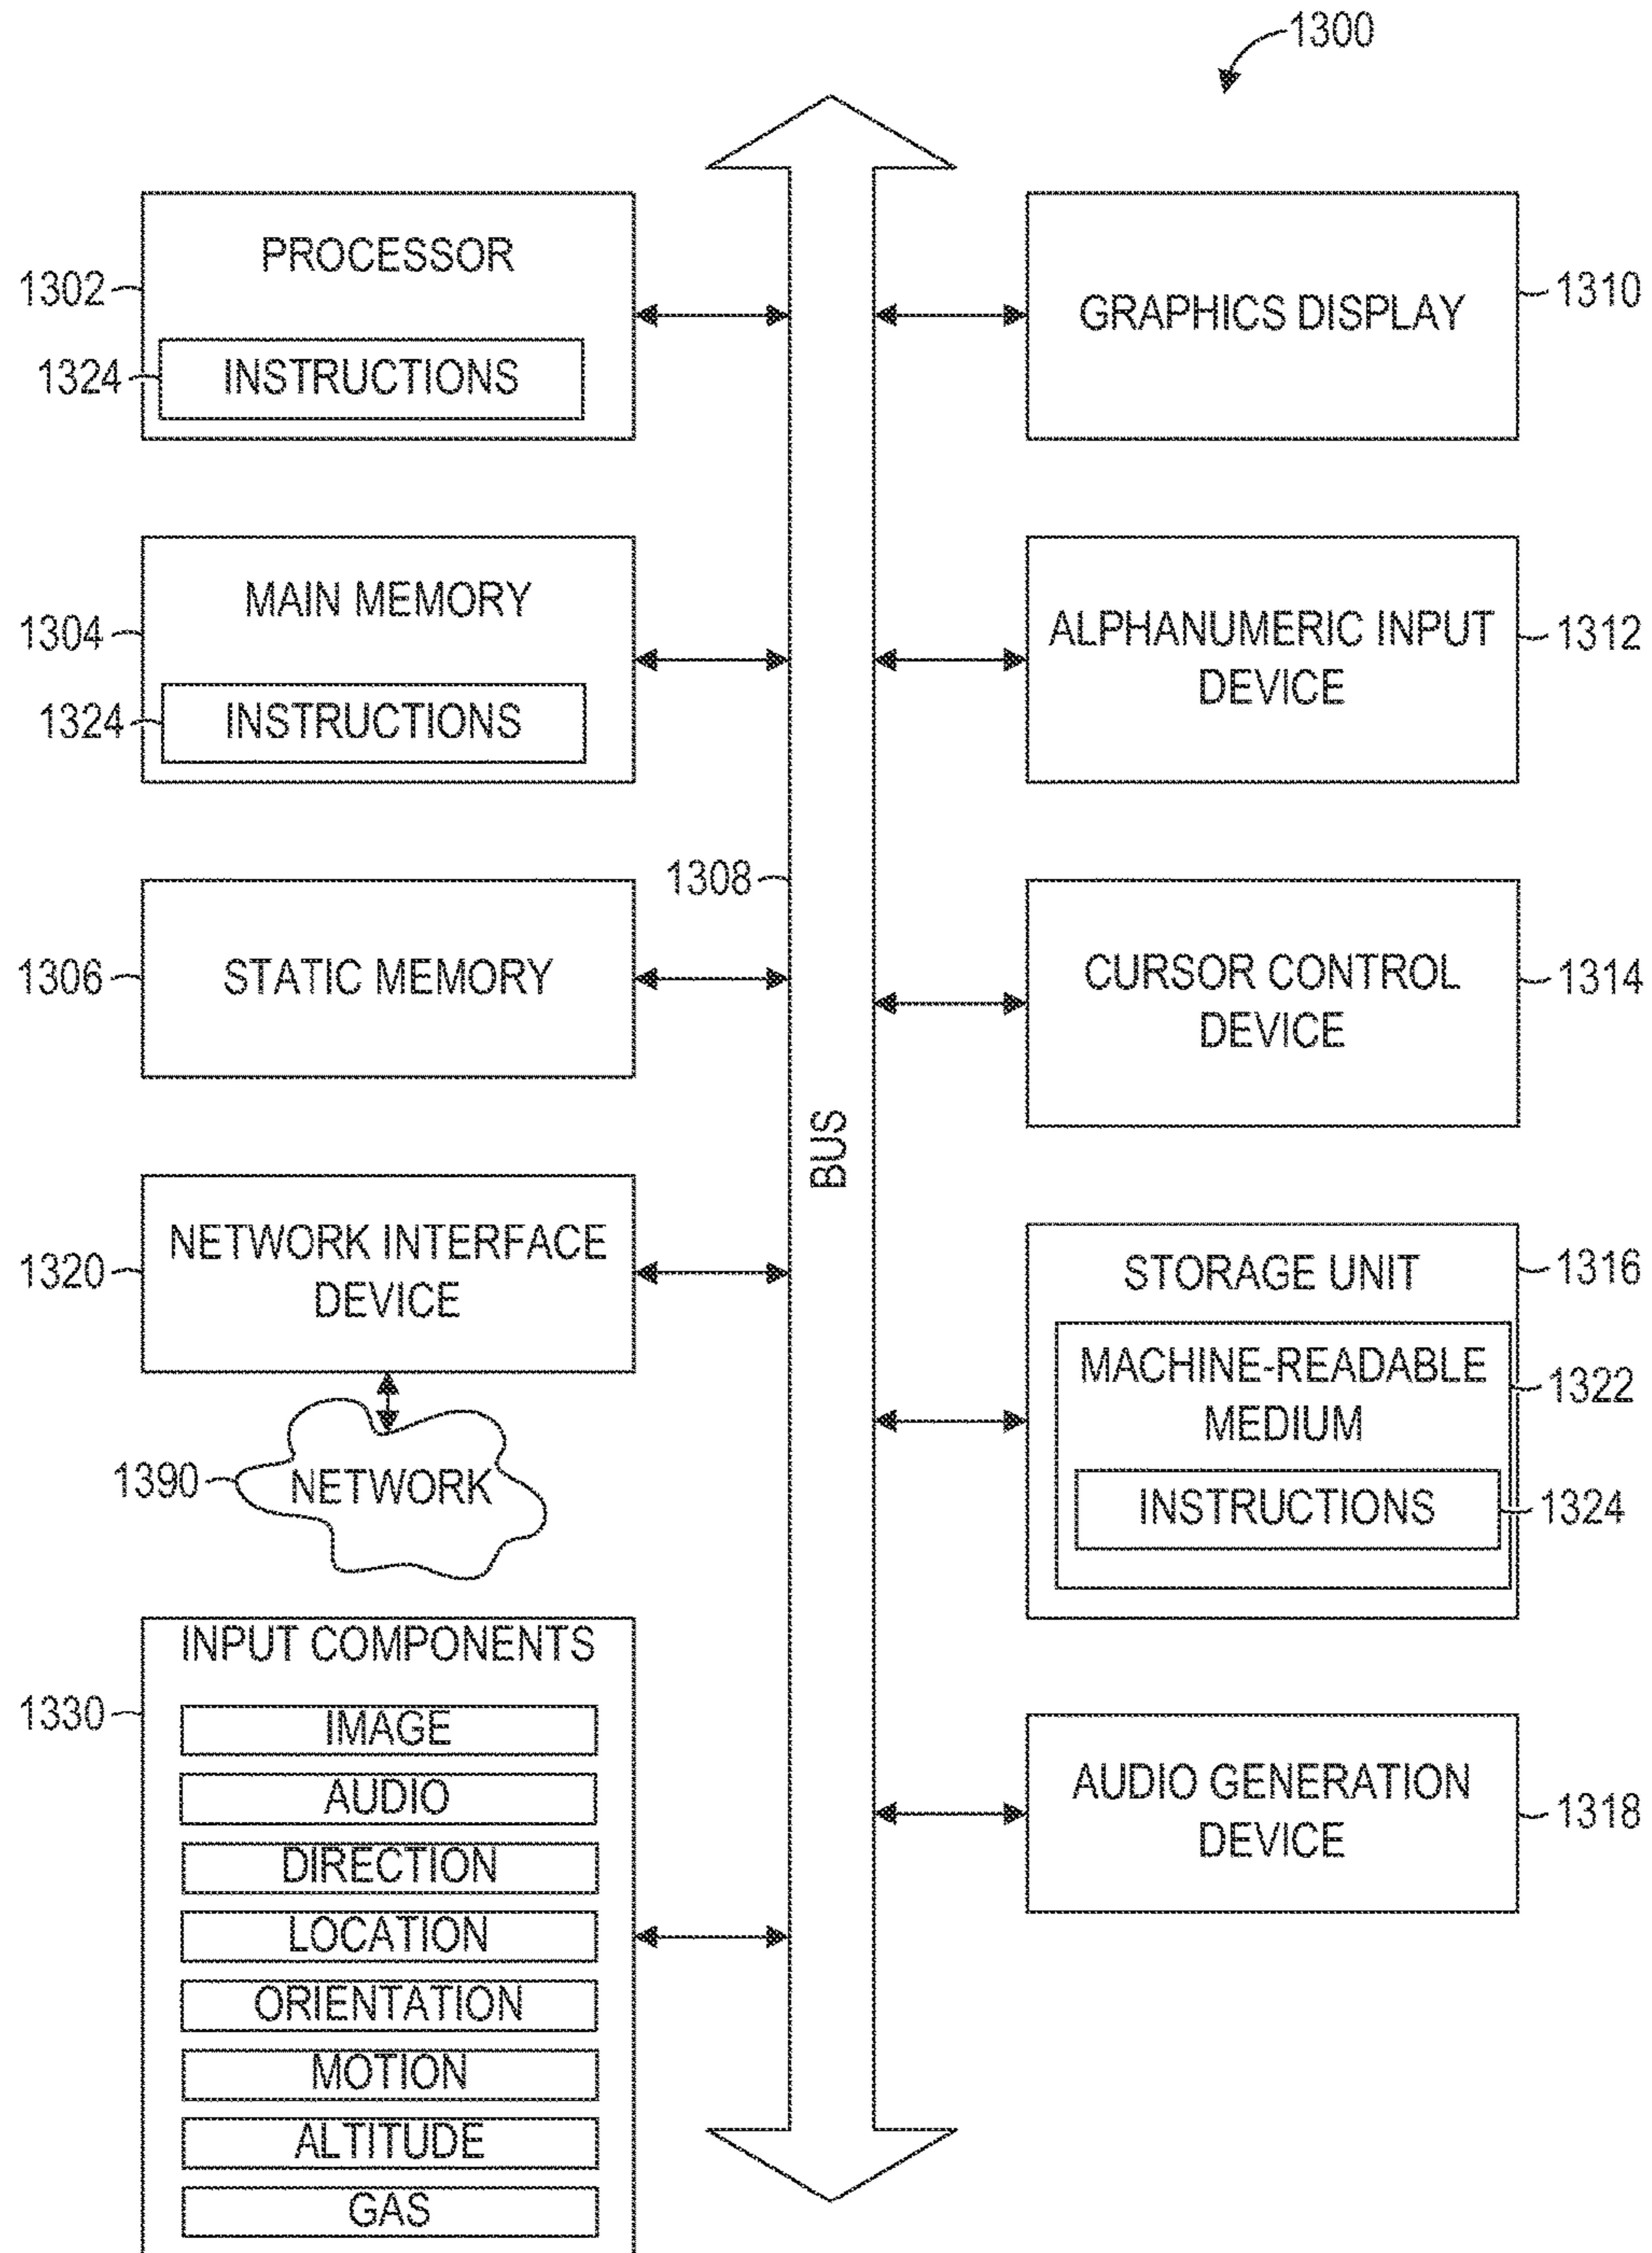 1300
PROCESSOR
1302
1324
INSTRUCTIONS
MAIN MEMORY
1304
1324
INSTRUCTIONS
1308
STATIC MEMORY
1306
NETWORK INTERFACE
DEVICE
1320
1390
NETWORK
INPUT COMPONENTS
1330
IMAGE
AUDIO
DIRECTION
LOCATION
ORIENTATION
MOTION
ALTITUDE
GAS
BUS
GRAPHICS DISPLAY
1310
ALPHANUMERIC INPUT
DEVICE
1312
CURSOR CONTROL
DEVICE
1314
STORAGE UNIT
1316
MACHINE-READABLE
MEDIUM
1322
INSTRUCTIONS
1324
AUDIO GENERATION
DEVICE
1318